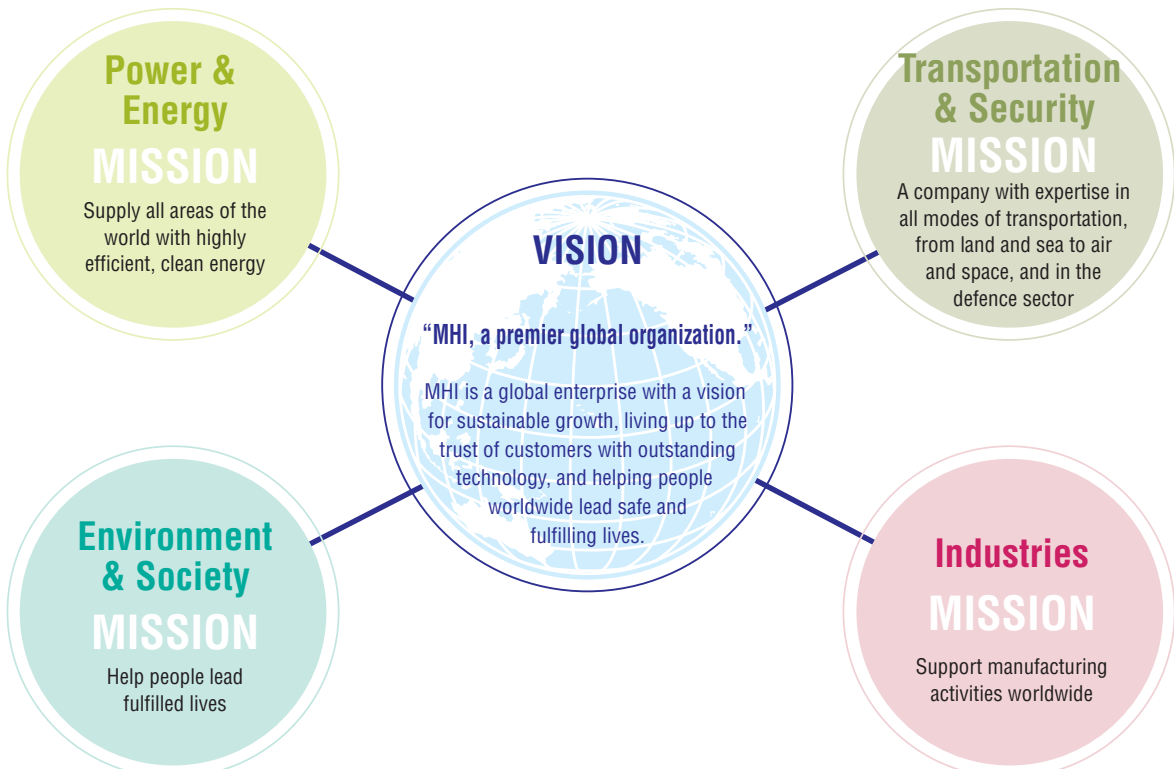 Power &
Energy
MISSION
Supply all areas of the
world with highly
efficient, clean energy
Transportation
& Security
MISSION
A company with expertise in
all modes of transportation,
from land and sea to air
and space, and in the
defence sector
VISION
“MHI, a premier global organization.”
MHI is a global enterprise with a vision
for sustainable growth, living up to the
trust of customers with outstanding
technology, and helping people
worldwide lead safe and
fulfilling lives.
Environment
& Society
MISSION
Help people lead
fulfilled lives
Industries
MISSION
Support manufacturing
activities worldwide